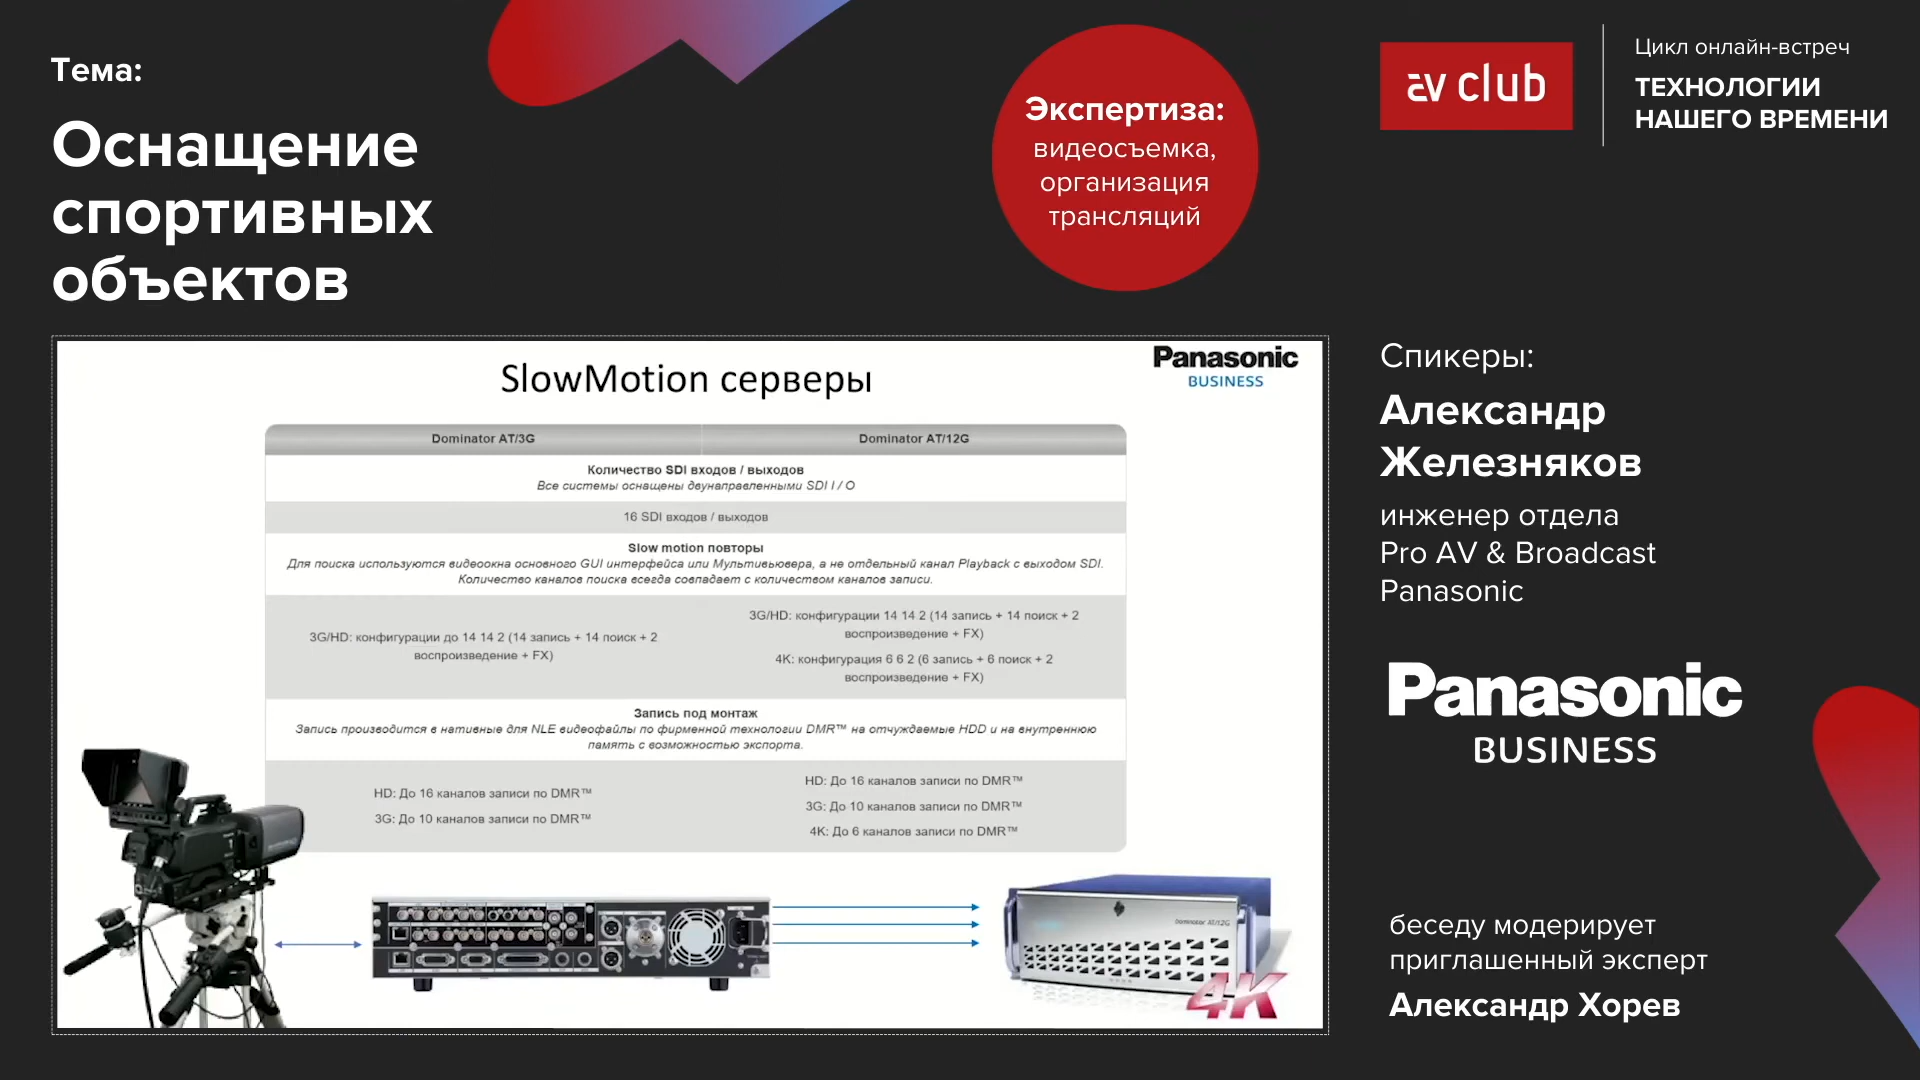 Тема:
Оснащение
спортивных
объектов
Экспертиза:
видеосъемка,
организация
трансляций
av club
Цикл онлайн-встреч
ТЕХНОЛОГИИ
НАШЕГО ВРЕМЕНИ
SlowMotion серверы
Panasonic
BUSINESS
Dominator AT/3G
Dominator AT/12G
Количество SDI входов / выходов
Все системы оснащены двунаправленными SDI I / O
16 SDI входов / выходов
Slow motion повторы
Для поиска используются видеоокна основного GUI интерфейса или Мультивьювера, а не отдельный канал Playback с выходом SDI.
Количество каналов поиска всегда совпадает с количеством каналов записи.
3G/HD: конфигурации до 14 14 2 (14 запись + 14 поиск + 2
воспроизведение + FX)
3G/HD: конфигурации 14 14 2 (14 запись + 14 поиск + 2
воспроизведение + FX)
4K: конфигурация 6 6 2 (6 запись + 6 поиск + 2
воспроизведение + FX)
Запись под монтаж
Запись производится в нативные для NLE видеофайлы по фирменной технологии DMR™ на отчуждаемые HDD и на внутреннюю
память с возможностью экспорта.
HD: До 16 каналов записи по DMR™
3G: До 10 каналов записи по DMR™
HD: До 16 каналов записи по DMR™
3G: До 10 каналов записи по DMR™
4K: До 6 каналов записи по DMR™
Dominator AT/12G
4K
Спикеры:
Александр
Железняков
инженер отдела
Pro AV & Broadcast
Panasonic
Panasonic
BUSINESS
беседу модерирует
приглашенный эксперт
Александр Хорев